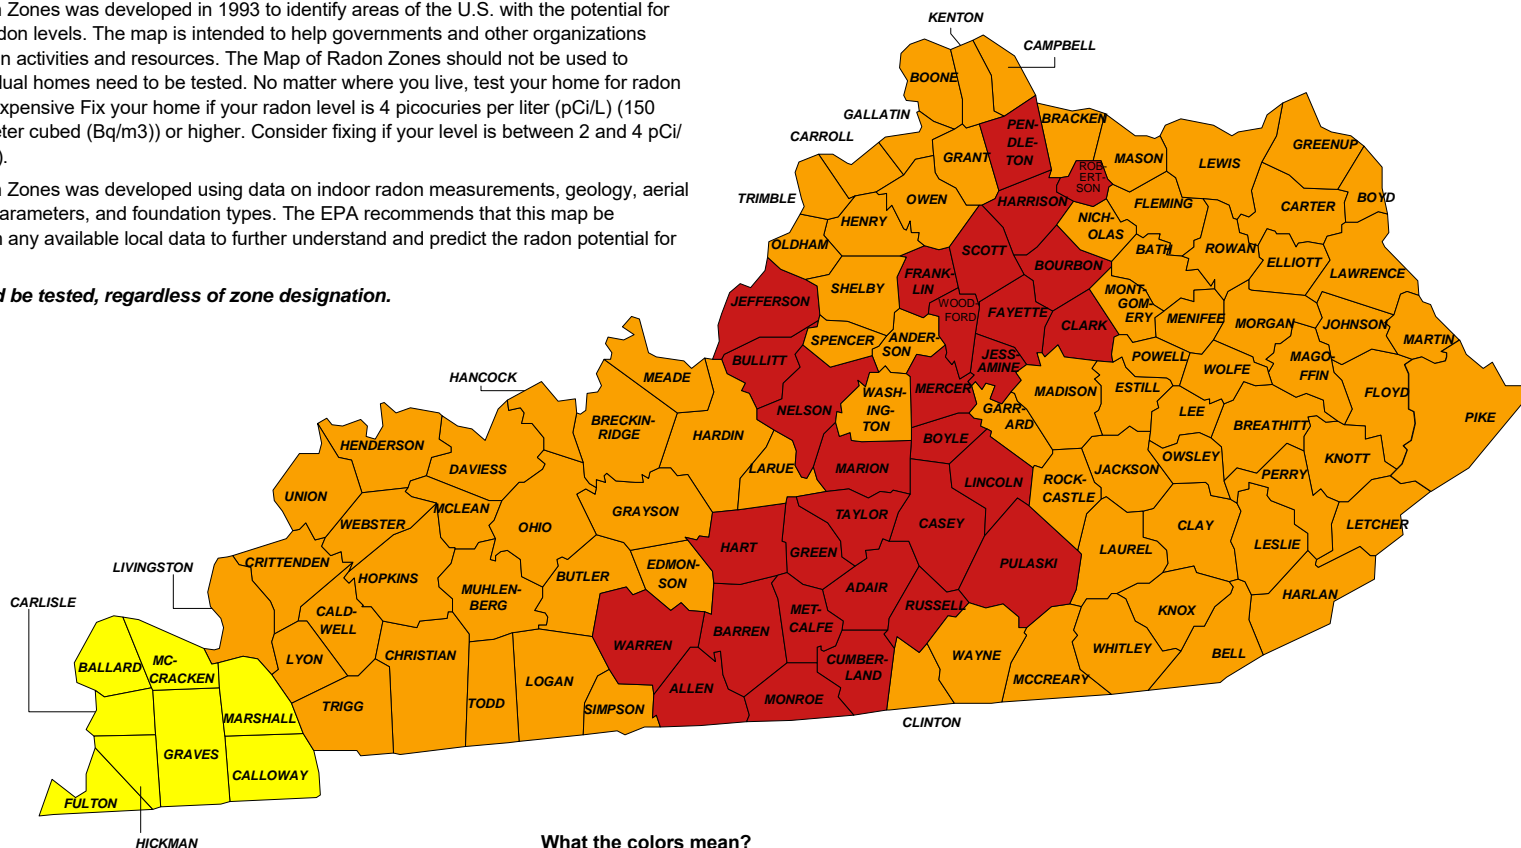 n Zones was developed in 1993 to identify areas of the U.S. with the potential for
don levels. The map is intended to help governments and other organizations
n activities and resources. The Map of Radon Zones should not be used to
dual homes need to be tested. No matter where you live, test your home for radon
xpensive Fix your home if your radon level is 4 picocuries per liter (pCi/L) (150
eter cubed (Bq/m3)) or higher. Consider fixing if your level is between 2 and 4 pCi/
).
n Zones was developed using data on indoor radon measurements, geology, aerial
parameters, and foundation types. The EPA recommends that this map be
n any available local data to further understand and predict the radon potential for
d be tested, regardless of zone designation.
KENTON
CAMPBELL
BOONE
GALLATIN
CARROLL
TRIMBLE
GRANT
PEN-
DLE-
TON
BRACKEN
MASON
LEWIS
GREENUP
ROB-
ERT-
SON
OWEN
HARRISON
FLEMING
CARTER
BOYD
HENRY
NICH-
OLAS
OLDHAM
SCOTT
BATH
ROWAN
ELLIOTT
LAWRENCE
JEFFERSON
SHELBY
FRANK-
LIN
BOURBON
MONT-
GOM-
ERY
WOOD-
FORD
FAYETTE
CLARK
MENIFEE
MORGAN
JOHNSON
MARTIN
SPENCER
ANDER-
SON
BULLITT
JESS-
AMINE
POWELL
WOLFE
MAGO-
FFIN
HANCOCK
MEADE
MERCER
MADISON
ESTILL
FLOYD
PIKE
NELSON
WASH-
ING-
TON
GARR-
ARD
LEE
BREATHITT
BRECKIN-
RIDGE
HARDIN
BOYLE
HENDERSON
DAVIESS
LARUE
MARION
LINCOLN
ROCK-
CASTLE
JACKSON
OWSLEY
PERRY
KNOTT
UNION
WEBSTER
MCLEAN
OHIO
GRAYSON
TAYLOR
CASEY
CLAY
LETCHER
HART
GREEN
LAUREL
LESLIE
CRITTENDEN
LIVINGSTON
HOPKINS
MUHLEN-
BERG
BUTLER
EDMON-
SON
ADAIR
PULASKI
HARLAN
CARLISLE
CALD-
WELL
WARREN
BARREN
MET-
CALFE
RUSSELL
KNOX
BALLARD
MC-
CRACKEN
LYON
CHRISTIAN
CUMBER-
LAND
WAYNE
WHITLEY
BELL
MCCREARY
TRIGG
TODD
LOGAN
SIMPSON
ALLEN
MONROE
CLINTON
MARSHALL
GRAVES
CALLOWAY
FULTON
HICKMAN
What the colors mean?